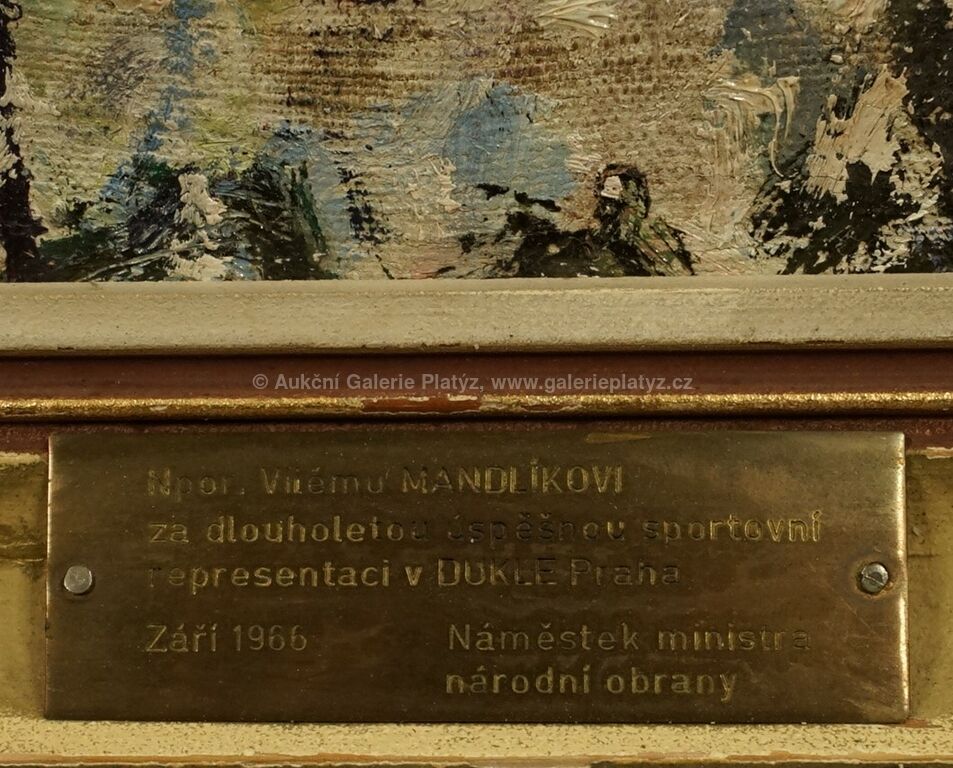 © Aukční Galerie Platýz, www.galerieplatyz.cz
Npor. Vilému MANDLÍKOVI
za dlouholetou úspěšnou sportovní
representaci v DUKLE Praha
Září 1966 Náměstek ministra
národní obrany